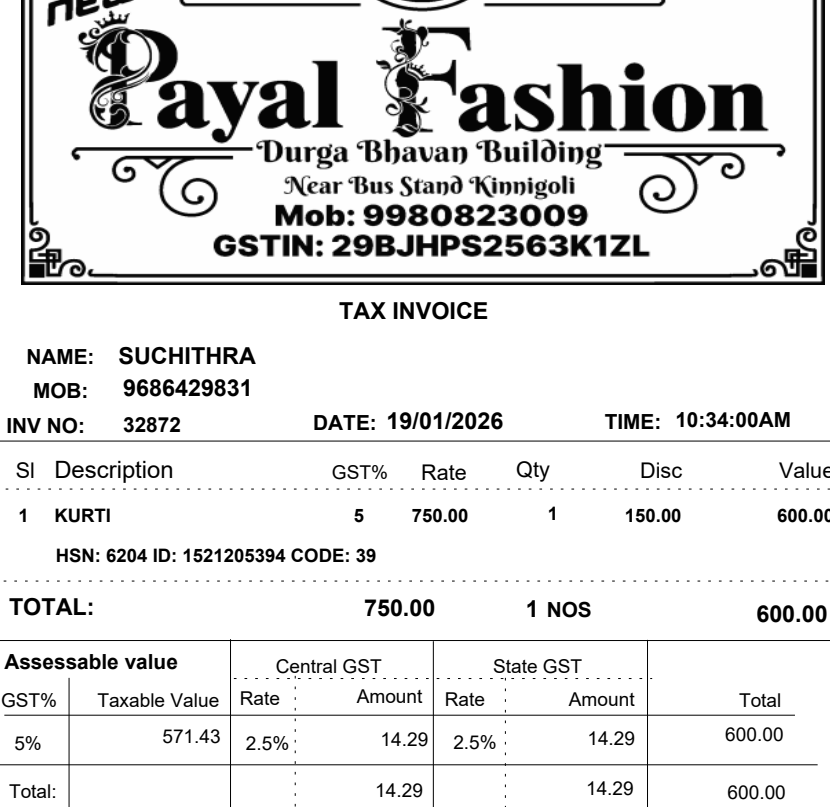 new
Payal Fashion
Durga Bhavan Building
Near Bus Stand Kinnigoli
Mob: 9980823009
GSTIN: 29BJHPS2563K1ZL
TAX INVOICE
NAME: SUCHITHRA
MOB: 9686429831
INV NO: 32872 DATE: 19/01/2026 TIME: 10:34:00AM
Sl Description GST% Rate Qty Disc Value
1 KURTI 5 750.00 1 150.00 600.00
HSN: 6204 ID: 1521205394 CODE: 39
TOTAL: 750.00 1 NOS 600.00
Assessable value Central GST State GST
GST% Taxable Value Rate Amount Rate Amount Total
5% 571.43 2.5% 14.29 2.5% 14.29 600.00
Total: 14.29 14.29 600.00